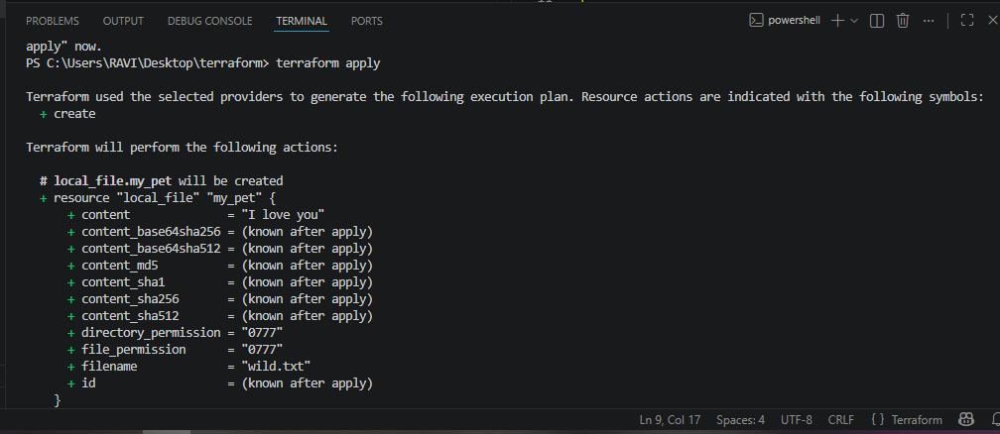 PROBLEMS OUTPUT DEBUG CONSOLE TERMINAL PORTS powershell
apply" now.
PS C:\Users\RAVI\Desktop\terraform> terraform apply
Terraform used the selected providers to generate the following execution plan. Resource actions are indicated with the following symbols:
+ create
Terraform will perform the following actions:
# local_file.my_pet will be created
+ resource "local_file" "my_pet" {
+ content = "I love you"
+ content_base64sha256 = (known after apply)
+ content_base64sha512 = (known after apply)
+ content_md5 = (known after apply)
+ content_sha1 = (known after apply)
+ content_sha256 = (known after apply)
+ content_sha512 = (known after apply)
+ directory_permission = "0777"
+ file_permission = "0777"
+ filename = "wild.txt"
+ id = (known after apply)
}
Ln 9, Col 17 Spaces: 4 UTF-8 CRLF { } Terraform